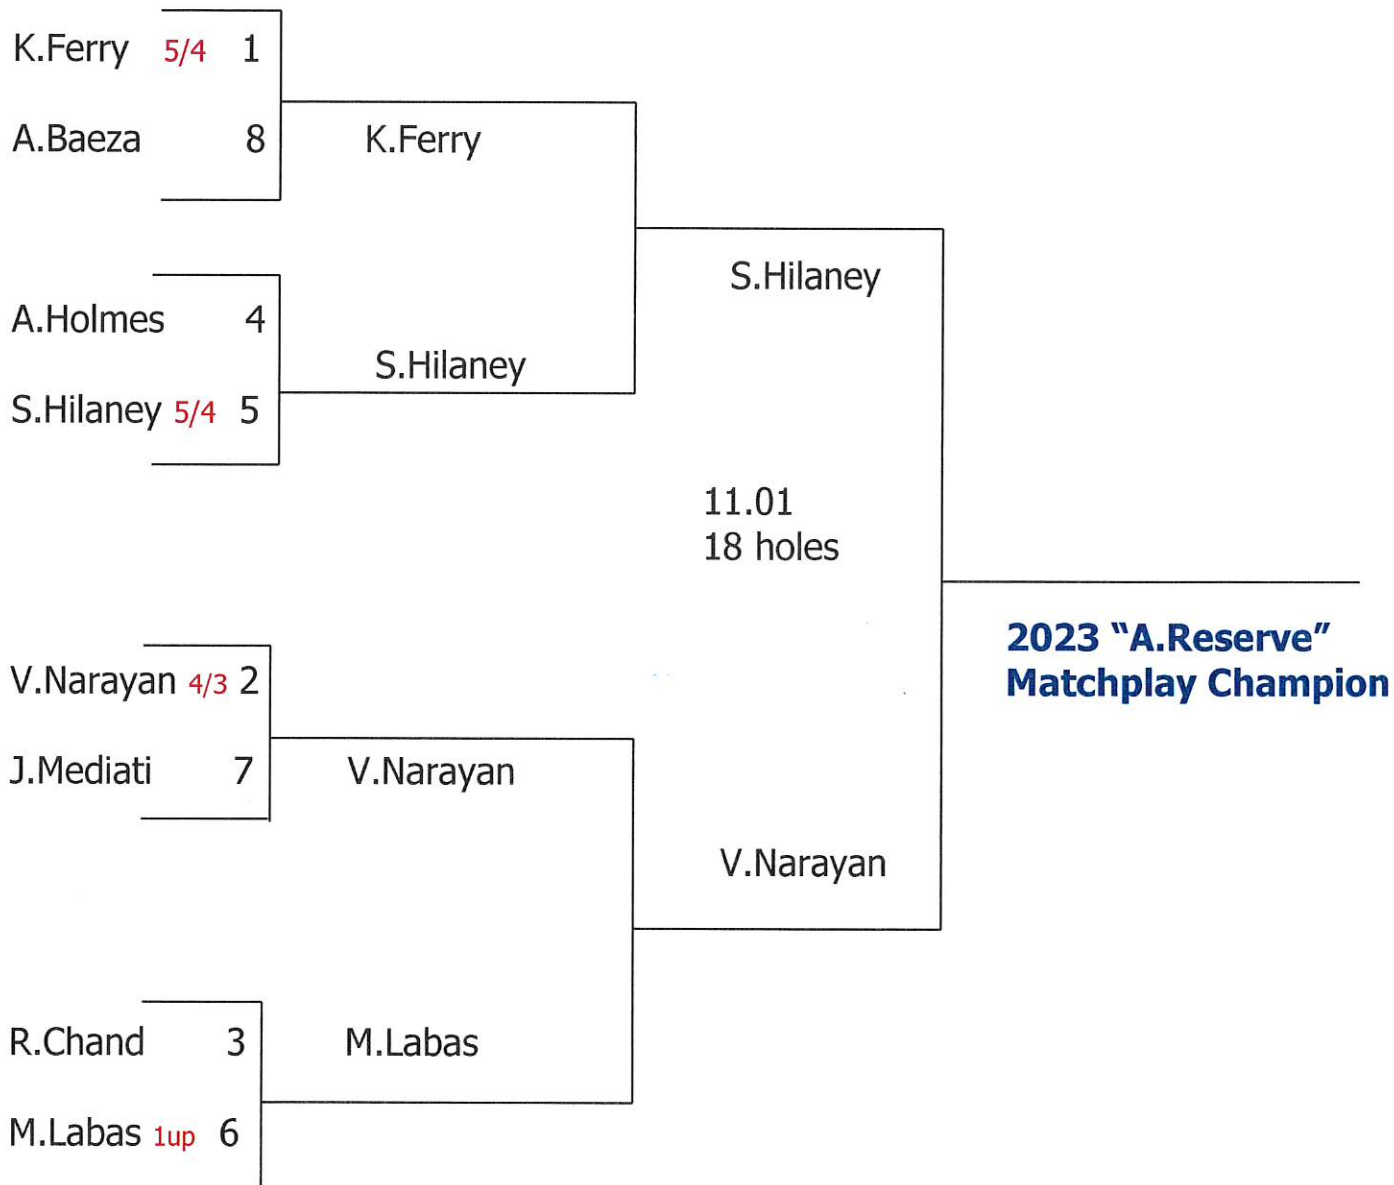 K.Ferry 5/4 1
A.Baeza 8
K.Ferry
S.Hilaney
A.Holmes 4
S.Hilaney
S.Hilaney 5/4 5
11.01
18 holes
2023 “A.Reserve”
Matchplay Champion
V.Narayan 4/3 2
J.Mediati 7
V.Narayan
V.Narayan
R.Chand 3
M.Labas
M.Labas 1up 6